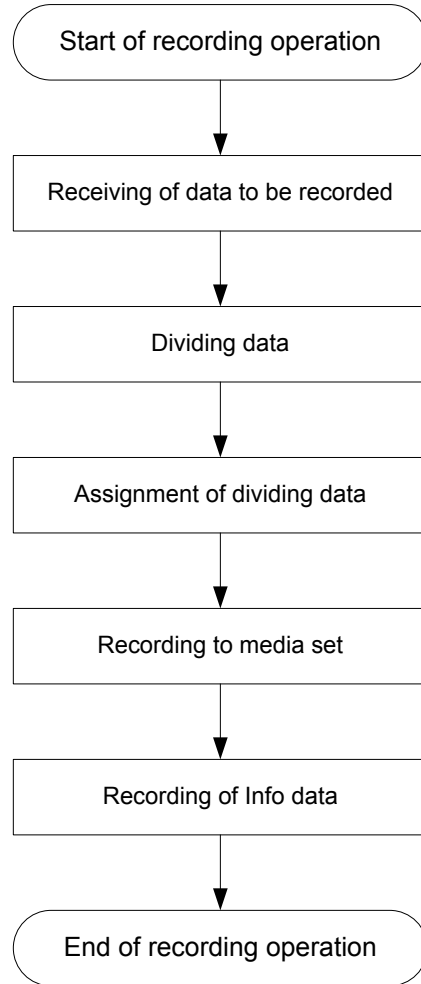 Start of recording operation
Receiving of data to be recorded
Dividing data
Assignment of dividing data
Recording to media set
Recording of Info data
End of recording operation